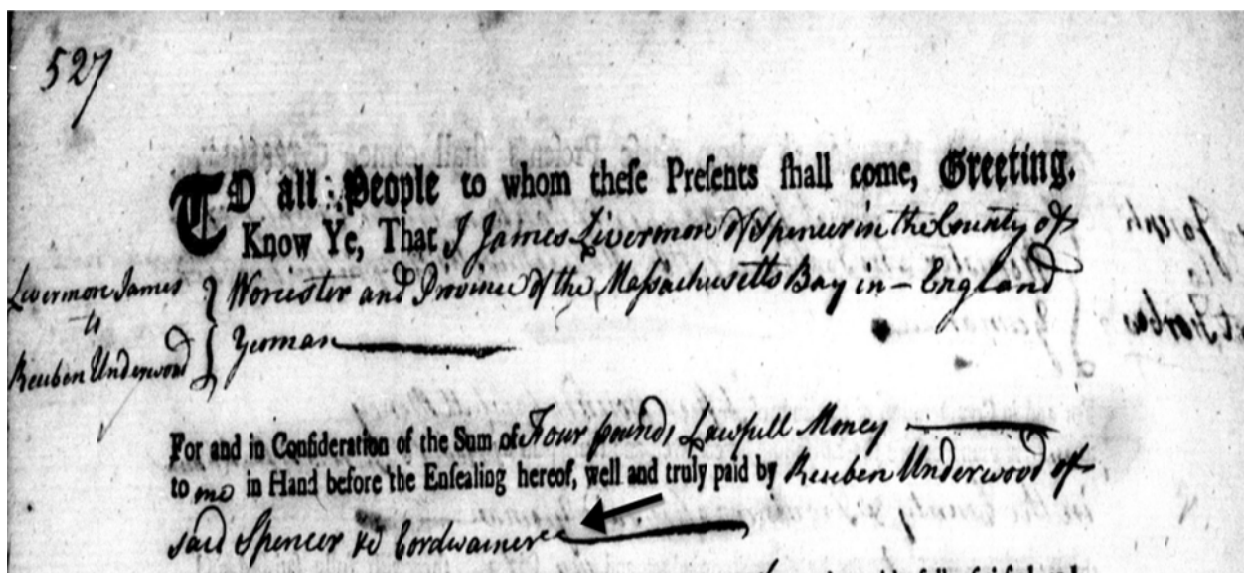 527
TO all People to whom theſe Preſents ſhall come, Greeting.
Know Ye, That I James Livermon of Spencer in the County of
Livermon James
to
Reuben Underwood
Worcester and Province of the Maſsachusetts Bay in – England
Yeoman
For and in Conſideration of the Sum of Four pounds Lawfull Money
to me in Hand before the Enſealing hereof, well and truly paid by Reuben Underwood of
said Spencer &c Cordwainer